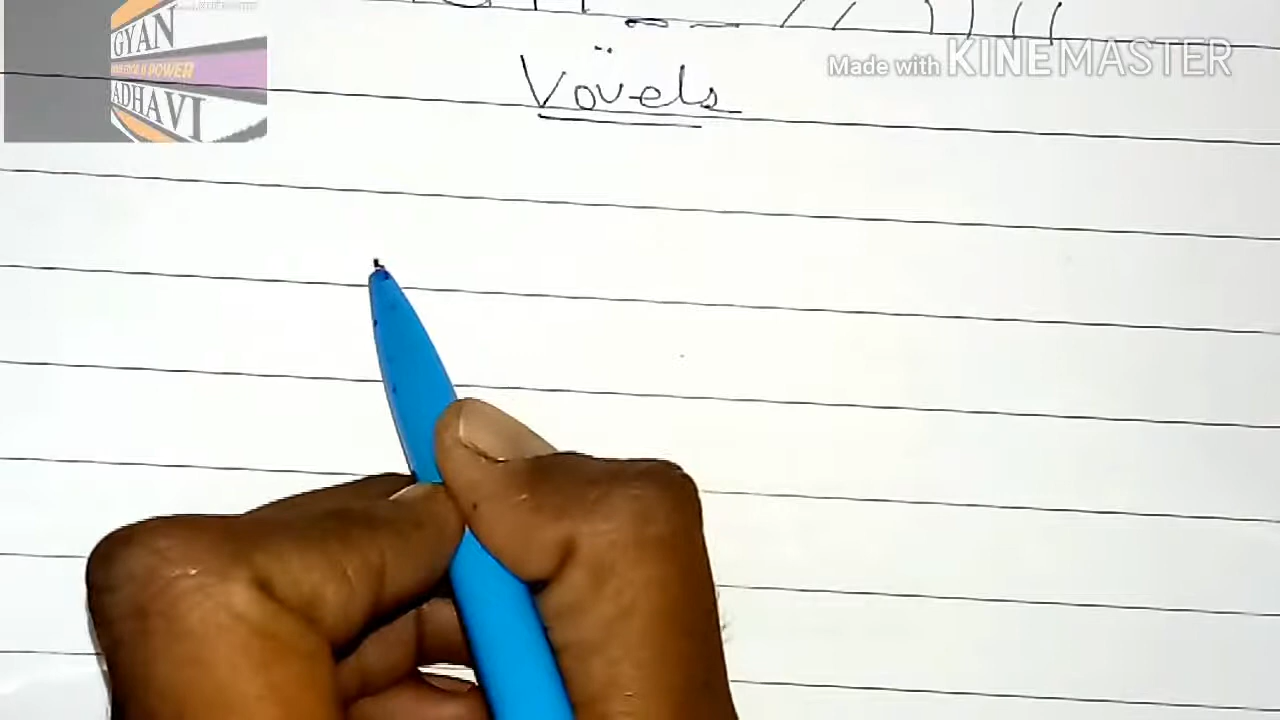 GYAN
KNOWLEDGE IS POWER
ADHAVI
Made with KINEMASTER
Vowels